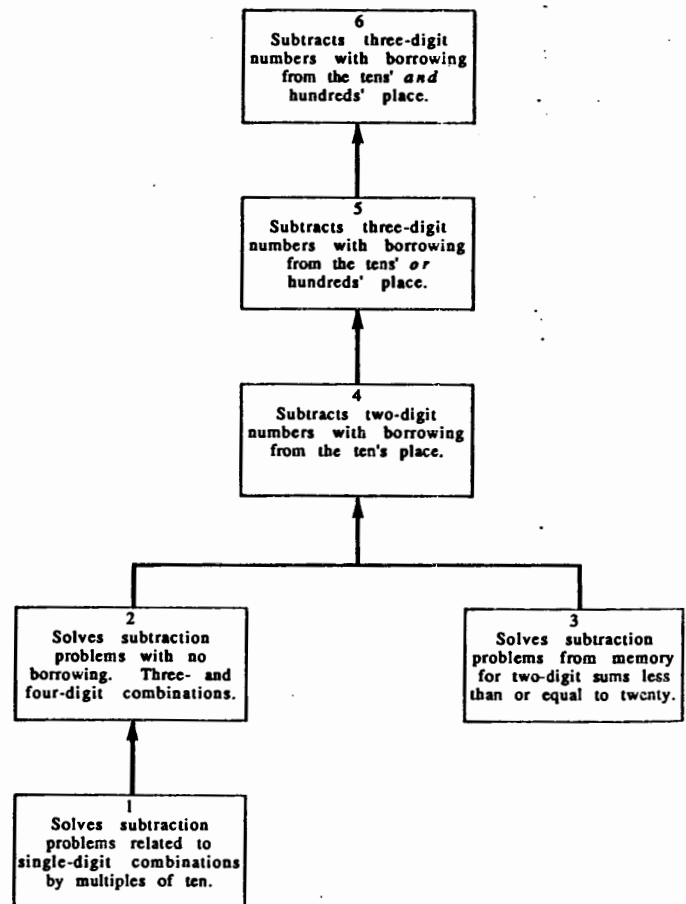 6
Subtracts three-digit
numbers with borrowing
from the tens' and
hundreds' place.
5
Subtracts three-digit
numbers with borrowing
from the tens' or
hundreds' place.
4
Subtracts two-digit
numbers with borrowing
from the ten's place.
2
Solves subtraction
problems with no
borrowing. Three- and
four-digit combinations.
3
Solves subtraction
problems from memory
for two-digit sums less
than or equal to twenty.
1
Solves subtraction
problems related to
single-digit combinations
by multiples of ten.